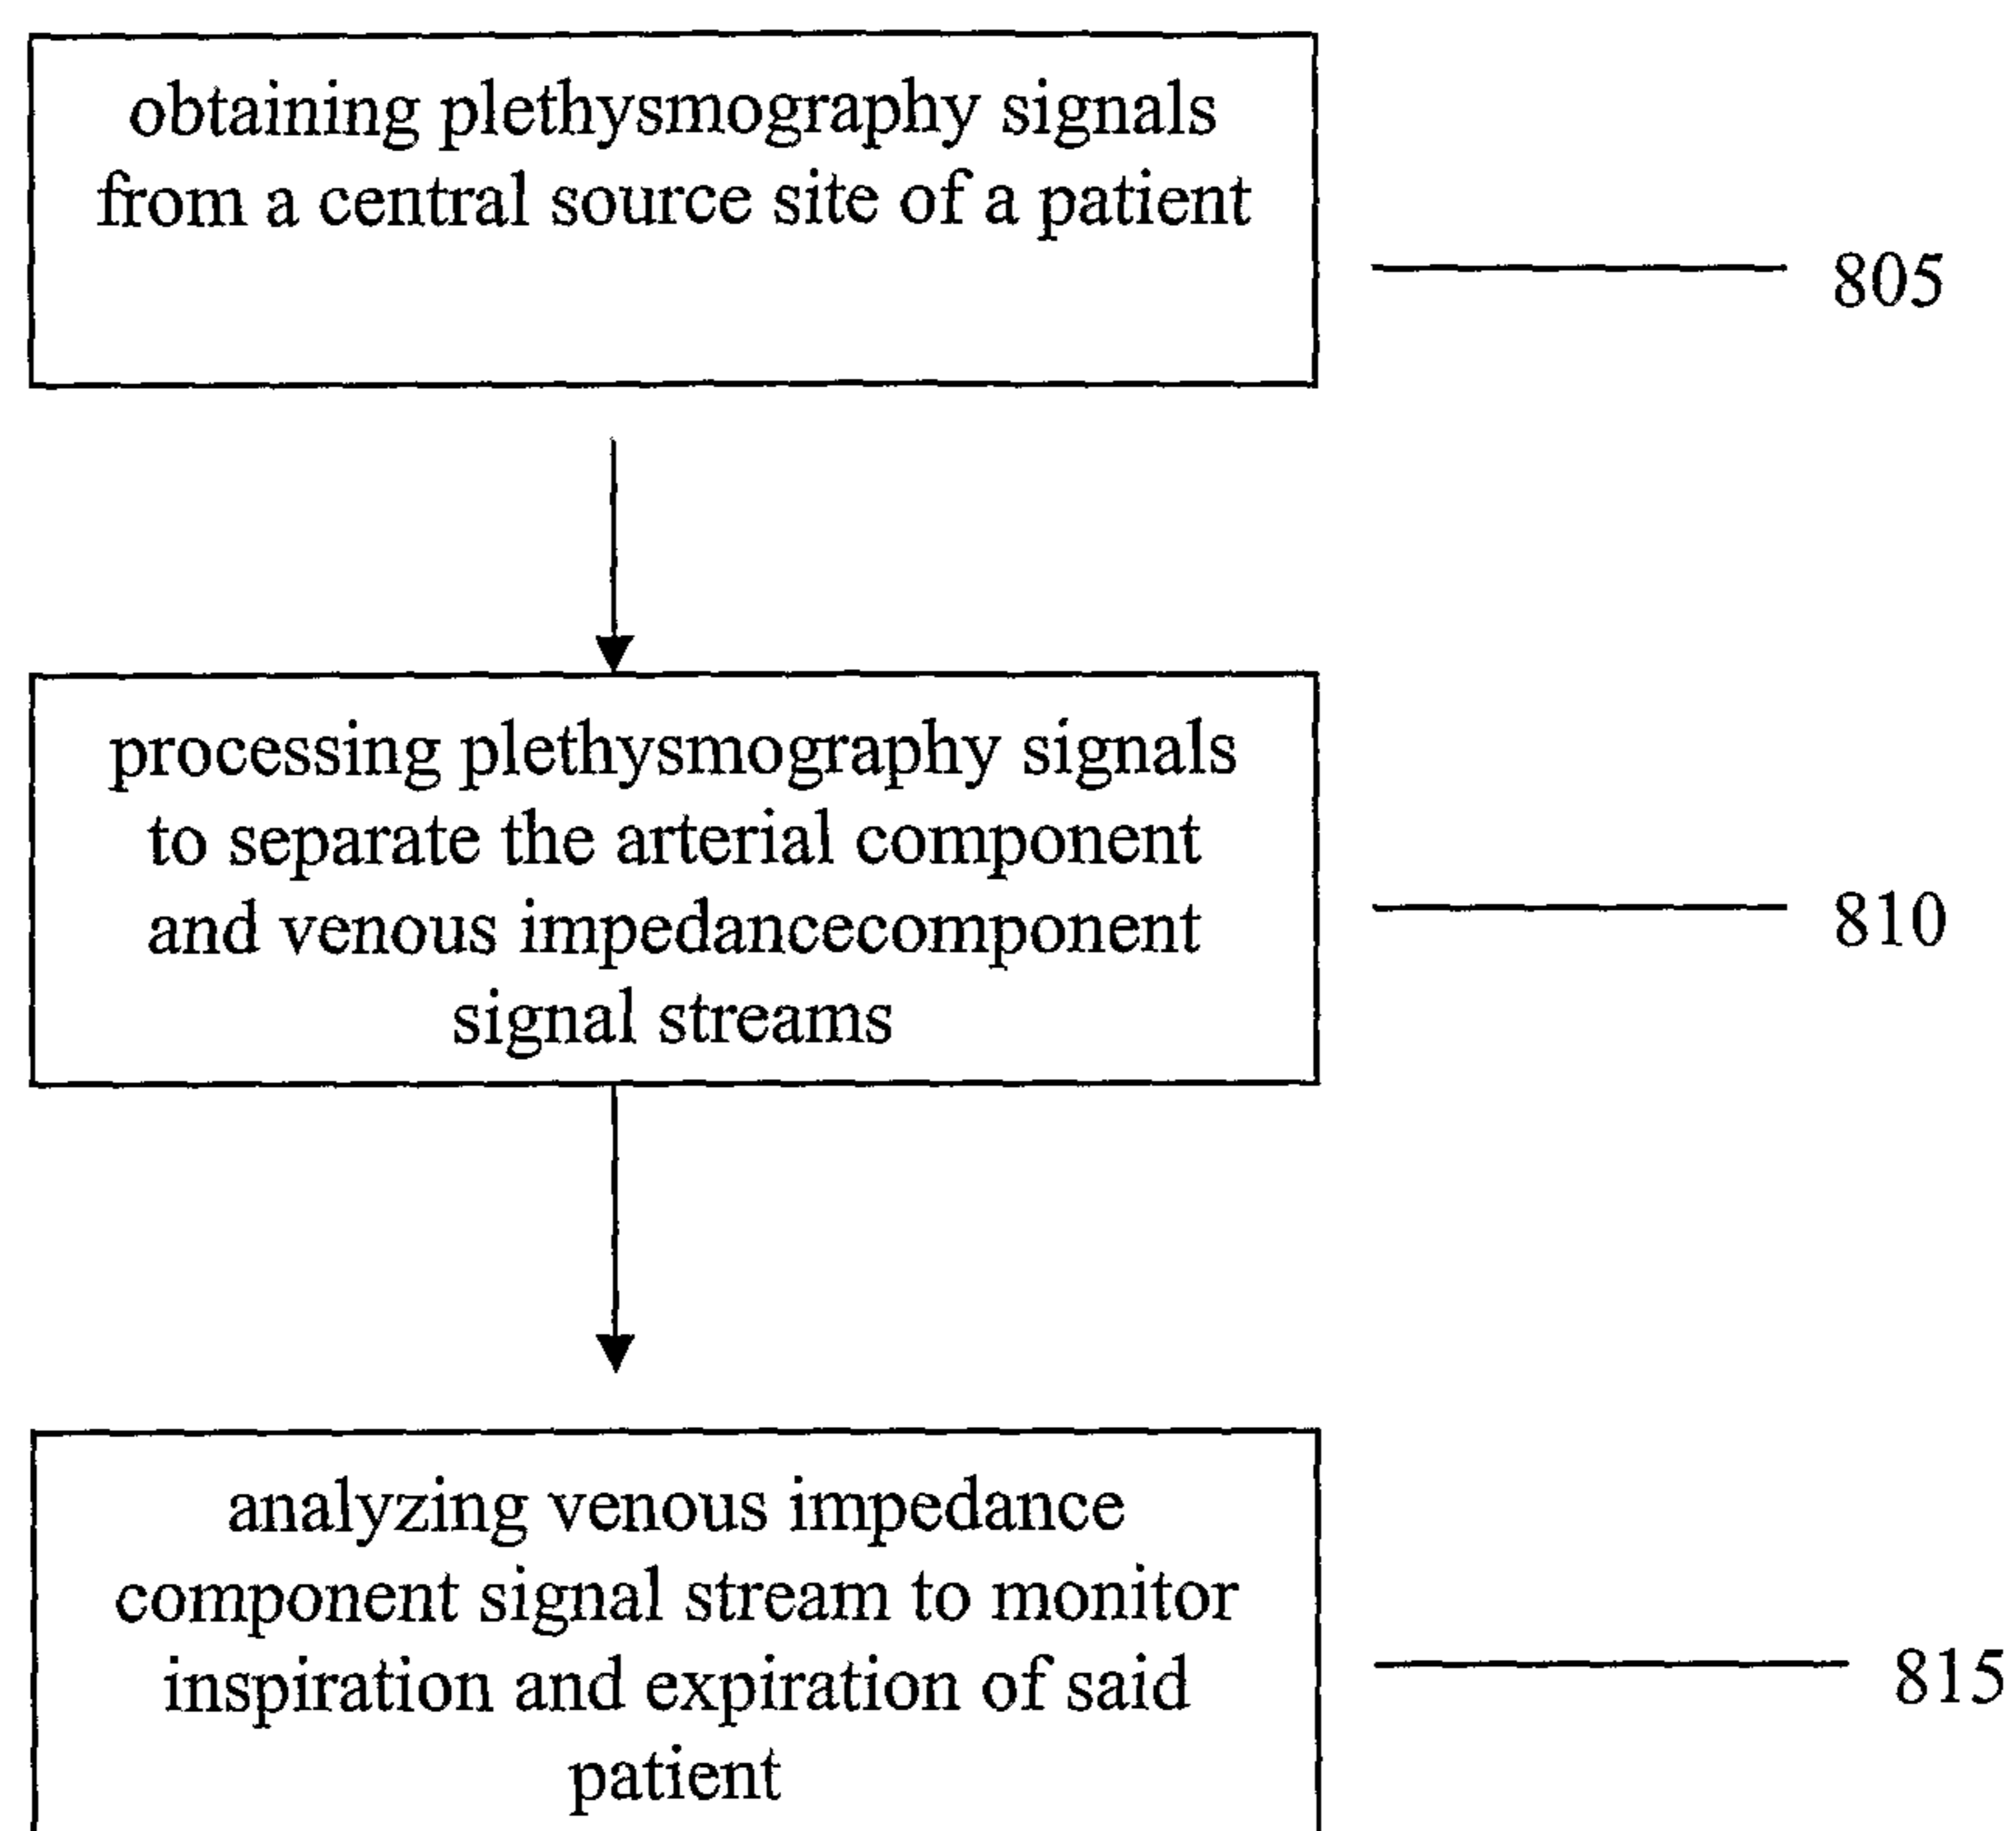 obtaining plethysmography signals
from a central source site of a patient
805
processing plethysmography signals
to separate the arterial component
and venous impedancecomponent
signal streams
810
analyzing venous impedance
component signal stream to monitor
inspiration and expiration of said
patient
815